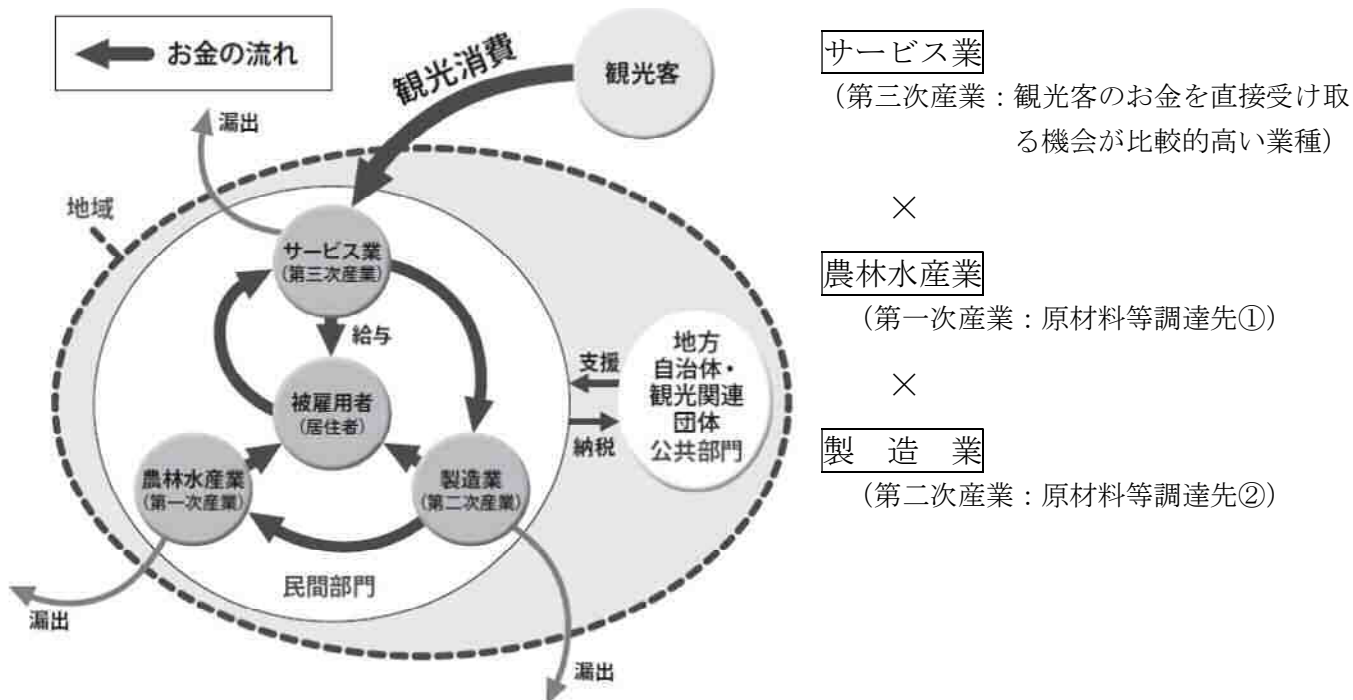 お金の流れ
観光消費
観光客
漏出
地域
サービス業
(第三次産業)
給与
被雇用者
(居住者)
農林水産業
(第一次産業)
製造業
(第二次産業)
民間部門
漏出
漏出
支援
納税
地方
自治体・
観光関連
団体
公共部門
サービス業
（第三次産業：観光客のお金を直接受け取
る機会が比較的高い業種）
×
農林水産業
（第一次産業：原材料等調達先①）
×
製　造　業
（第二次産業：原材料等調達先②）